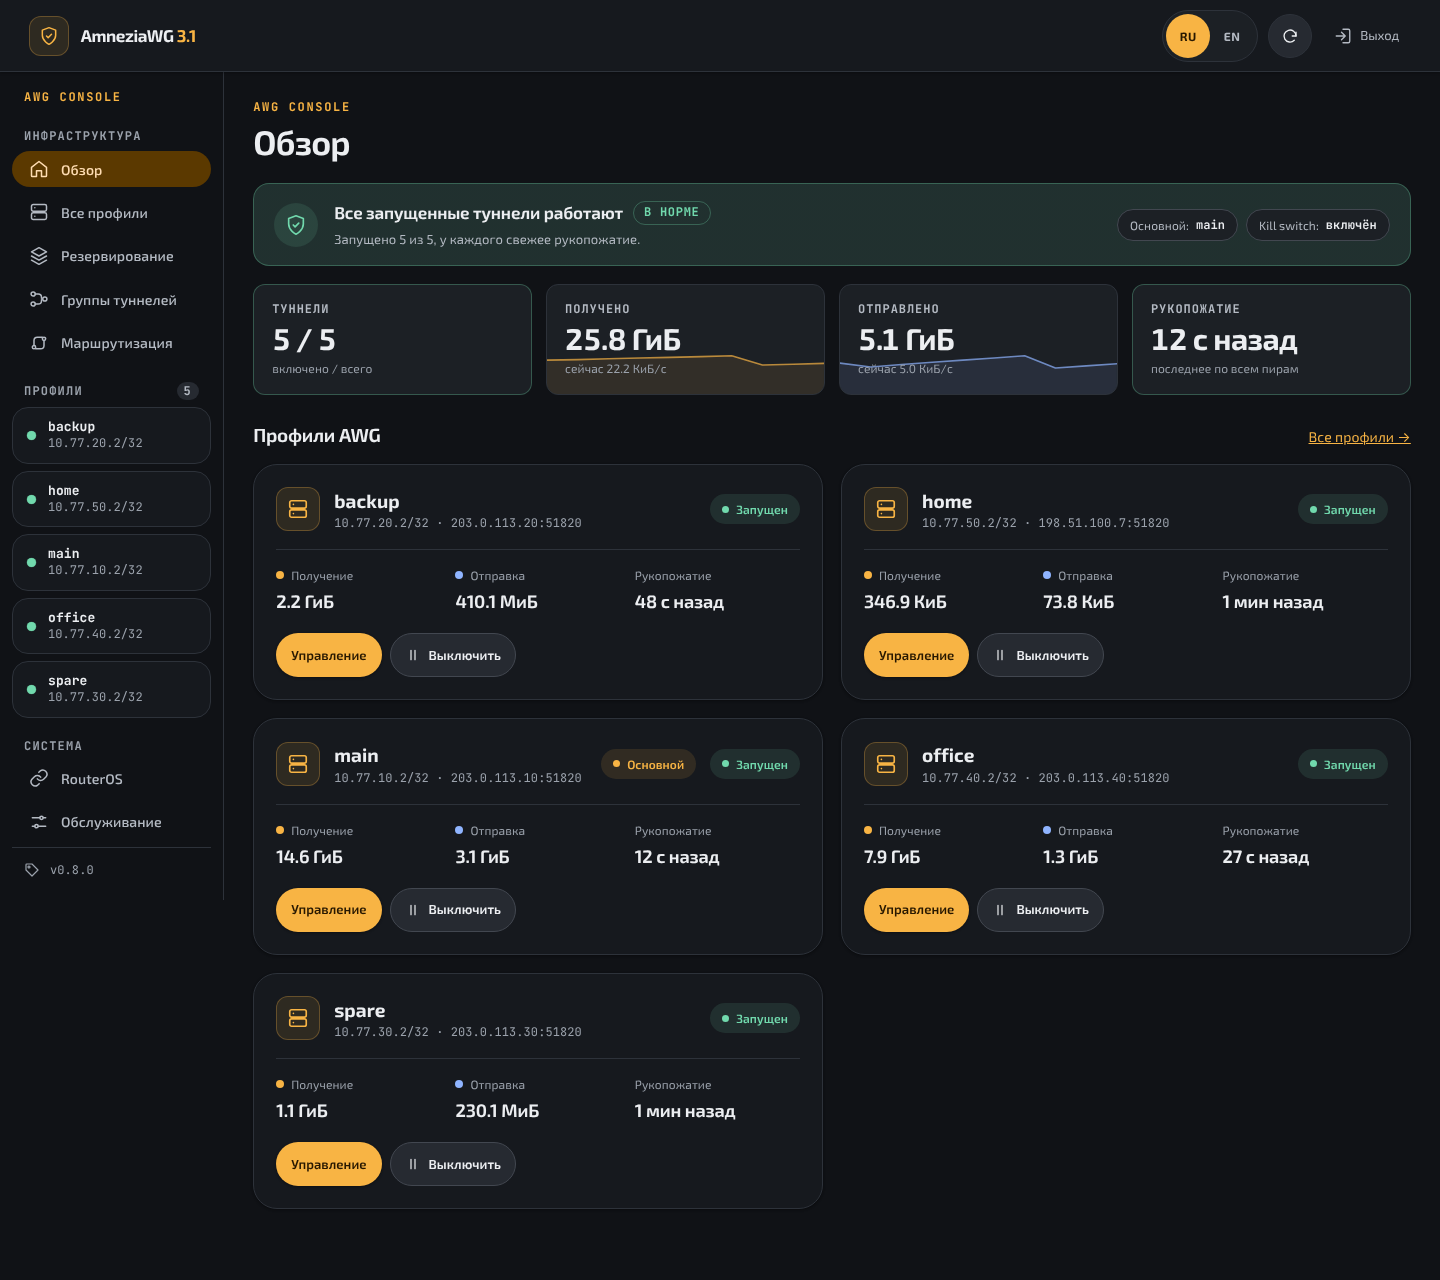 AmneziaWG 3.1
RU
EN
Выход
AWG CONSOLE
ИНФРАСТРУКТУРА
Обзор
Все профили
Резервирование
Группы туннелей
Маршрутизация
ПРОФИЛИ
5
backup
10.77.20.2/32
home
10.77.50.2/32
main
10.77.10.2/32
office
10.77.40.2/32
spare
10.77.30.2/32
СИСТЕМА
RouterOS
Обслуживание
v0.8.0
AWG CONSOLE
Обзор
Все запущенные туннели работают
В НОРМЕ
Запущено 5 из 5, у каждого свежее рукопожатие.
Основной: main
Kill switch: включён
ТУННЕЛИ
5 / 5
включено / всего
ПОЛУЧЕНО
25.8 ГиБ
сейчас 22.2 КиБ/с
ОТПРАВЛЕНО
5.1 ГиБ
сейчас 5.0 КиБ/с
РУКОПОЖАТИЕ
12 с назад
последнее по всем пирам
Профили AWG
Все профили →
backup
10.77.20.2/32 · 203.0.113.20:51820
Запущен
Получение
2.2 ГиБ
Отправка
410.1 МиБ
Рукопожатие
48 с назад
Управление
Выключить
home
10.77.50.2/32 · 198.51.100.7:51820
Запущен
Получение
346.9 КиБ
Отправка
73.8 КиБ
Рукопожатие
1 мин назад
Управление
Выключить
main
10.77.10.2/32 · 203.0.113.10:51820
Основной
Запущен
Получение
14.6 ГиБ
Отправка
3.1 ГиБ
Рукопожатие
12 с назад
Управление
Выключить
office
10.77.40.2/32 · 203.0.113.40:51820
Запущен
Получение
7.9 ГиБ
Отправка
1.3 ГиБ
Рукопожатие
27 с назад
Управление
Выключить
spare
10.77.30.2/32 · 203.0.113.30:51820
Запущен
Получение
1.1 ГиБ
Отправка
230.1 МиБ
Рукопожатие
1 мин назад
Управление
Выключить